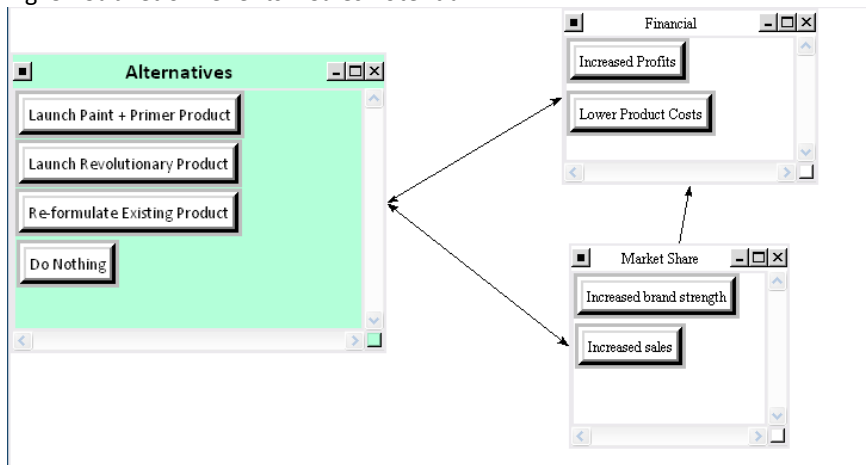 Alternatives
Launch Paint + Primer Product
Launch Revolutionary Product
Re-formulate Existing Product
Do Nothing
Financial
Increased Profits
Lower Product Costs
Market Share
Increased brand strength
Increased sales